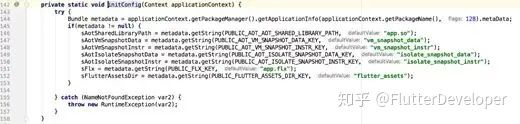 142 private static void initConfig(Context applicationContext) {
143 try {
Bundle metadata = applicationContext.getPackageManager().getApplicationInfo(applicationContext.getPackageName(), flags: 128).metaData;
if(metadata != null) {
sAotSharedLibraryPath = metadata.getString(PUBLIC_AOT_AOT_SHARED_LIBRARY_PATH, defaultValue: "app.so");
sAotVmSnapshotData = metadata.getString(PUBLIC_AOT_VM_SNAPSHOT_DATA_KEY, defaultValue: "vm_snapshot_data");
sAotVmSnapshotInstr = metadata.getString(PUBLIC_AOT_VM_SNAPSHOT_INSTR_KEY, defaultValue: "vm_snapshot_instr");
sAotIsolateSnapshotData = metadata.getString(PUBLIC_AOT_ISOLATE_SNAPSHOT_DATA_KEY, defaultValue: "isolate_snapshot_data");
sAotIsolateSnapshotInstr = metadata.getString(PUBLIC_AOT_ISOLATE_SNAPSHOT_INSTR_KEY, defaultValue: "isolate_snapshot_instr");
sFlx = metadata.getString(PUBLIC_FLX_KEY, defaultValue: "app.flx");
sFlutterAssetsDir = metadata.getString(PUBLIC_FLUTTER_ASSETS_DIR_KEY, defaultValue: "flutter_assets");
}
} catch (NameNotFoundException var2) {
throw new RuntimeException(var2);
}
158 }
知乎 @FlutterDeveloper